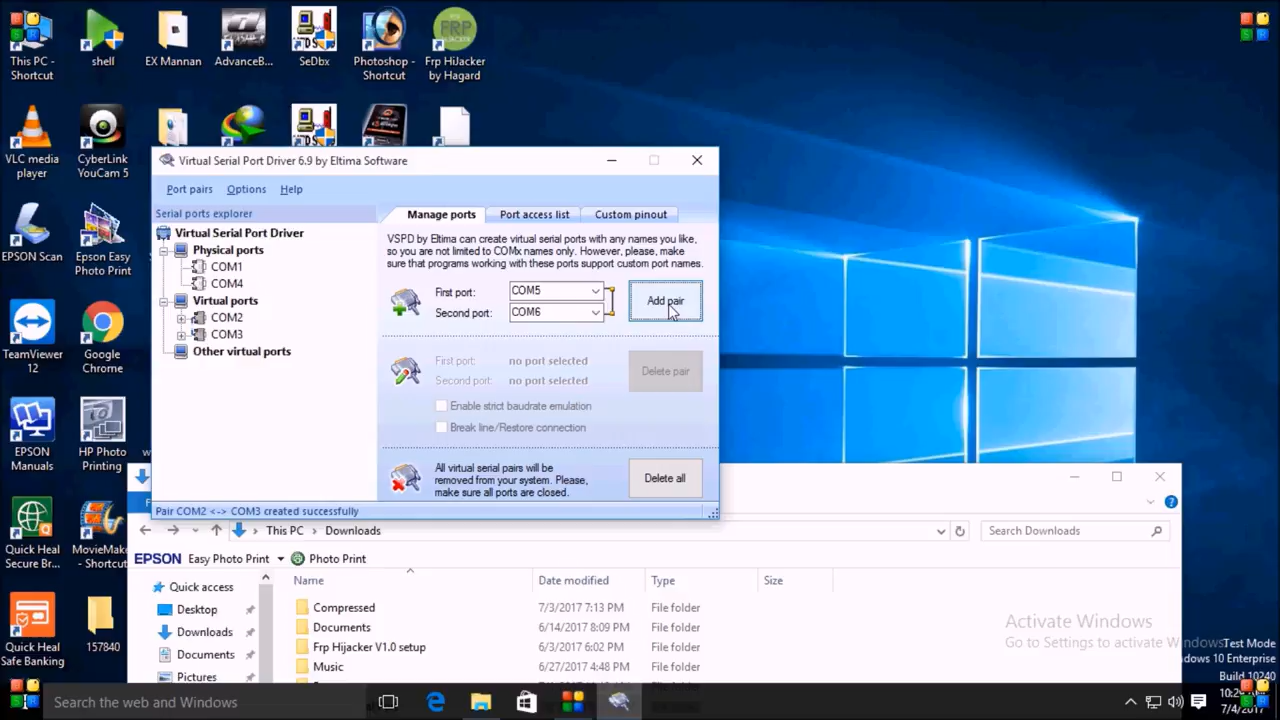 This PC - Shortcut
shell
EX Mannan
AdvanceB...
SeDbx
Photoshop - Shortcut
FRP
Frp HiJacker by Hagard
VLC media player
CyberLink YouCam 5
EPSON Scan
Epson Easy Photo Print
TeamViewer 12
Google Chrome
EPSON Manuals
HP Photo Printing
Quick Heal Secure Br...
MovieMake - Shortcut
Quick Heal Safe Banking
157840
Virtual Serial Port Driver 6.9 by Eltima Software
Port pairs Options Help
Serial ports explorer
Virtual Serial Port Driver
Physical ports
COM1
COM4
Virtual ports
COM2
COM3
Other virtual ports
Manage ports Port access list Custom pinout
VSPD by Eltima can create virtual serial ports with any names you like,
so you are not limited to COMx names only. However, please, make
sure that programs working with these ports support custom port names.
First port: COM5
Second port: COM6
Add pair
First port: no port selected
Second port: no port selected
Delete pair
Enable strict baudrate emulation
Break line/Restore connection
All virtual serial pairs will be
removed from your system. Please,
make sure all ports are closed.
Delete all
Pair COM2 <-> COM3 created successfully
This PC > Downloads
Search Downloads
EPSON Easy Photo Print Photo Print
Quick access
Desktop
Downloads
Documents
Pictures
Name Date modified Type Size
Compressed 7/3/2017 7:13 PM File folder
Documents 6/14/2017 8:09 PM File folder
Frp Hijacker V1.0 setup 6/3/2017 6:02 PM File folder
Music 6/27/2017 4:48 PM File folder
Activate Windows
Go to Settings to activate Windows.
Test Mode
dows 10 Enterprise
Build 10240
Search the web and Windows
7/4/2017